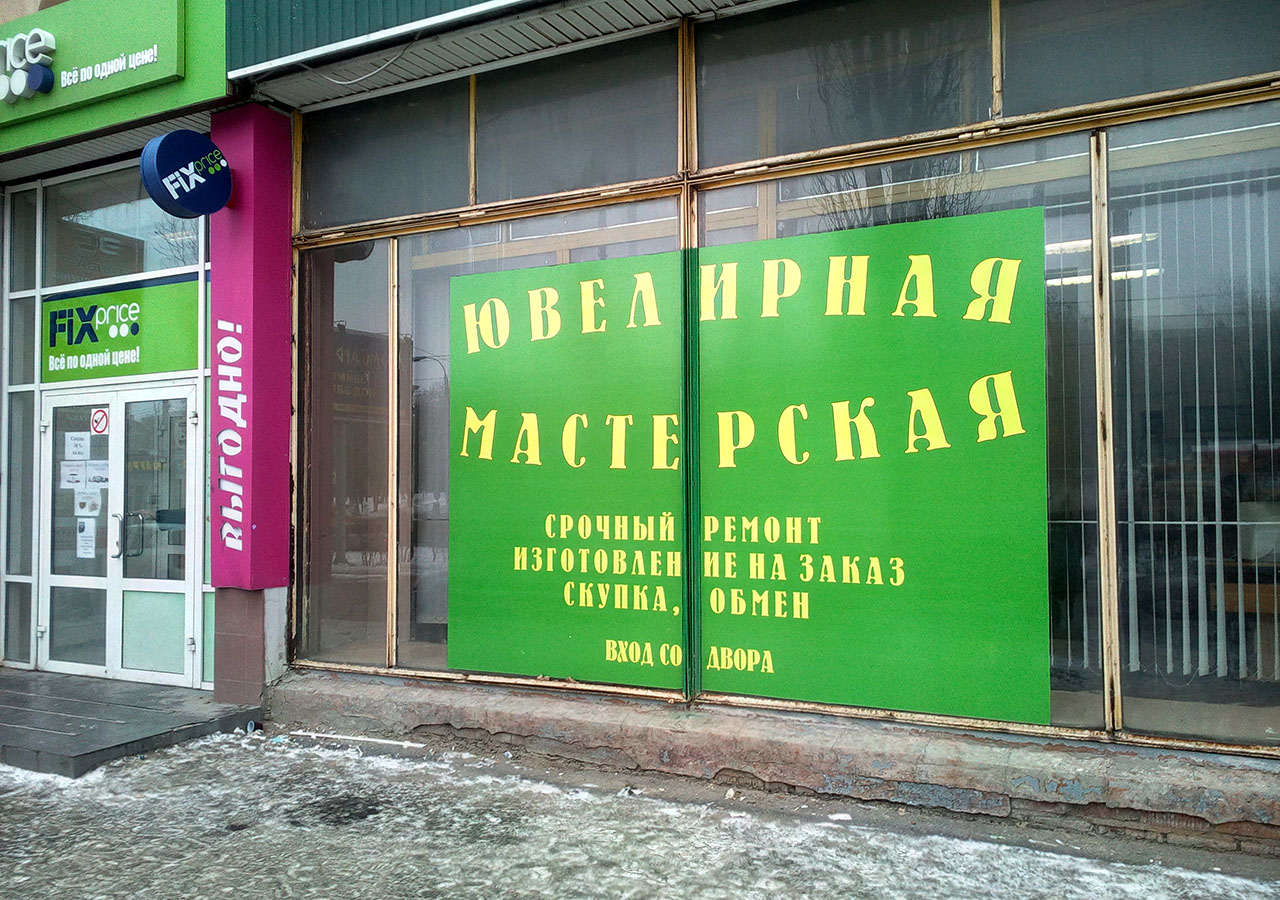 price
Всё по одной цене!
FIX price
FIX price
Всё по одной цене!
ВЫГОДНО!
ЮВЕЛИРНАЯ
МАСТЕРСКАЯ
СРОЧНЫЙ РЕМОНТ
ИЗГОТОВЛЕНИЕ НА ЗАКАЗ
СКУПКА, ОБМЕН
ВХОД СО ДВОРА